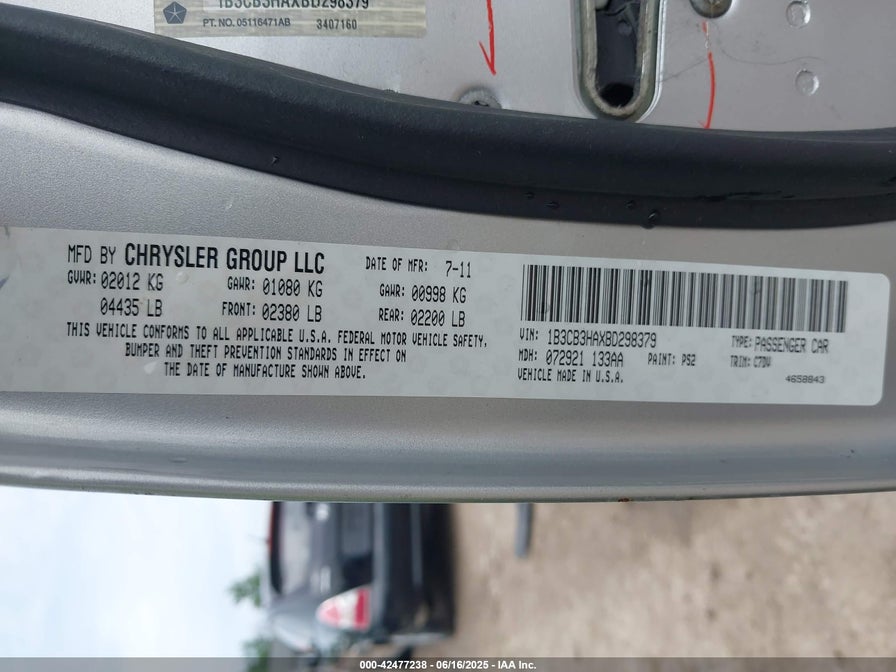 1B3CB3HAXBD298379
PT. NO. 05116471AB 3407160
MFD BY CHRYSLER GROUP LLC DATE OF MFR: 7-11
GVWR: 02012 KG GAWR: 01080 KG GAWR: 00998 KG
04435 LB FRONT: 02380 LB REAR: 02200 LB
THIS VEHICLE CONFORMS TO ALL APPLICABLE U.S.A. FEDERAL MOTOR VEHICLE SAFETY,
BUMPER AND THEFT PREVENTION STANDARDS IN EFFECT ON
THE DATE OF MANUFACTURE SHOWN ABOVE.
VIN: 1B3CB3HAXBD298379 TYPE: PASSENGER CAR
MDH: 072921 133AA PAINT: PS2 TRIM: C7DV
VEHICLE MADE IN U.S.A. 4658843
000-42477238 - 06/16/2025 - IAA Inc.